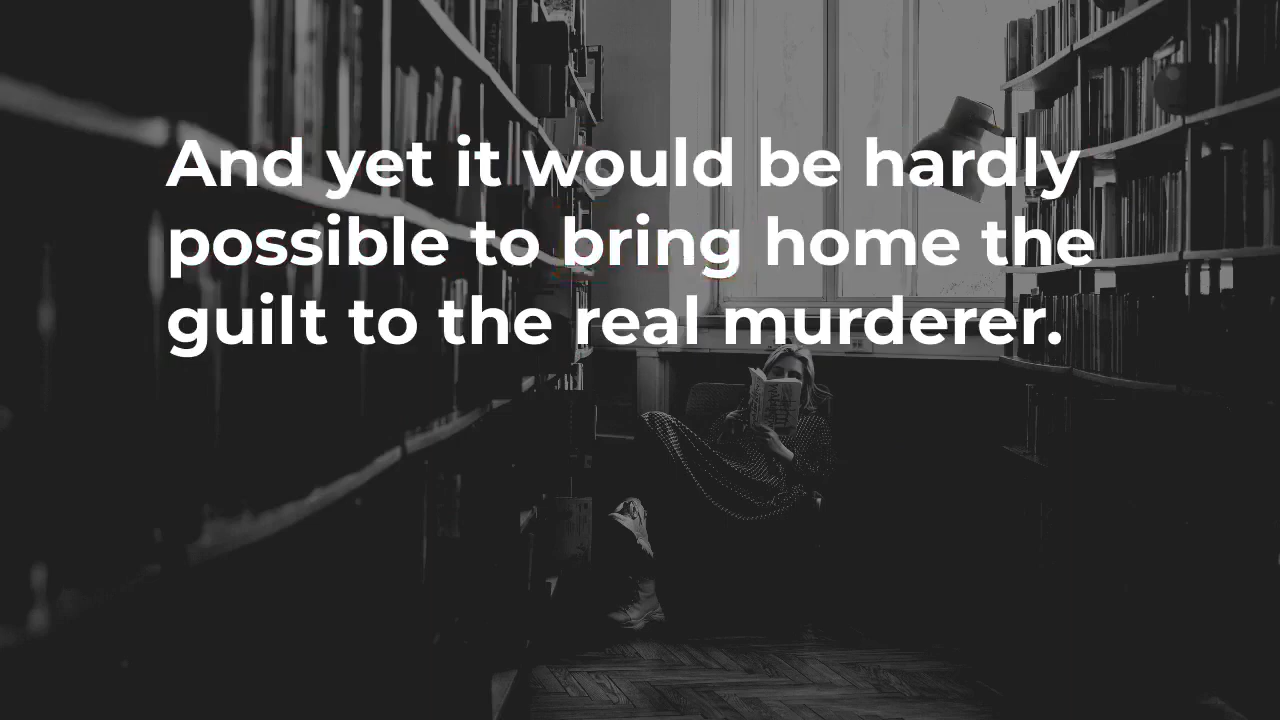 And yet it would be hardly
possible to bring home the
guilt to the real murderer.